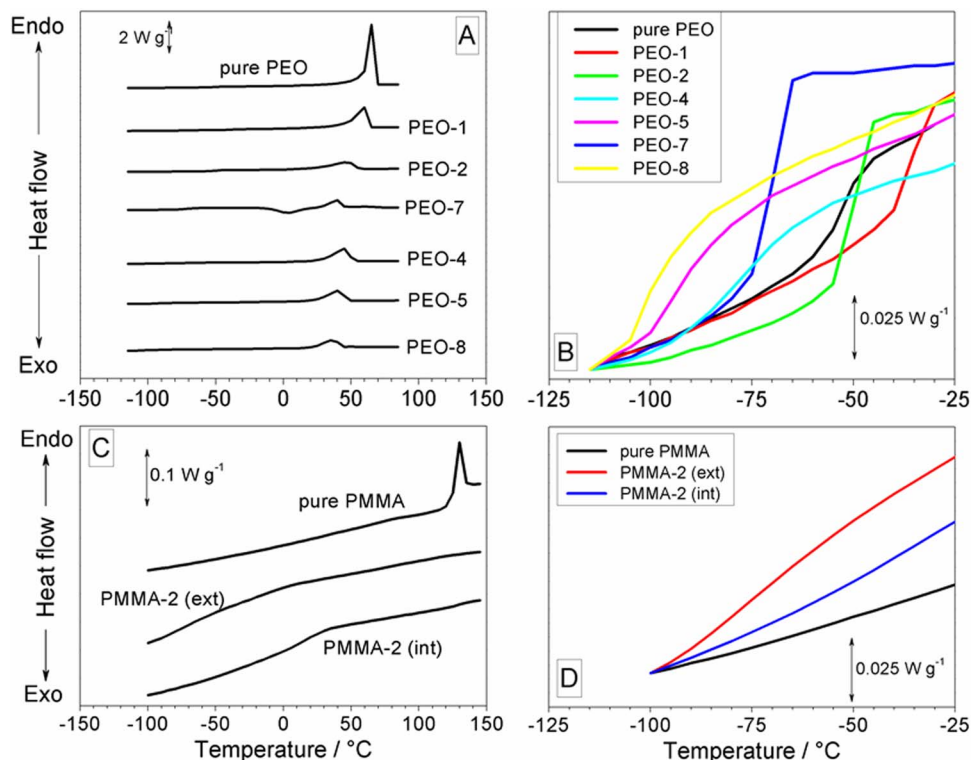 Endo
2 W g-1
A
pure PEO
PEO-1
PEO-2
PEO-7
PEO-4
PEO-5
PEO-8
Heat flow
Exo
-150 -100 -50 0 50 100 150
pure PEO
PEO-1
PEO-2
PEO-4
PEO-5
PEO-7
PEO-8
0.025 W g-1
B
-125 -100 -75 -50 -25
Endo
C
0.1 W g-1
pure PMMA
PMMA-2 (ext)
PMMA-2 (int)
Heat flow
Exo
-150 -100 -50 0 50 100 150
Temperature / °C
pure PMMA
PMMA-2 (ext)
PMMA-2 (int)
0.025 W g-1
D
-125 -100 -75 -50 -25
Temperature / °C